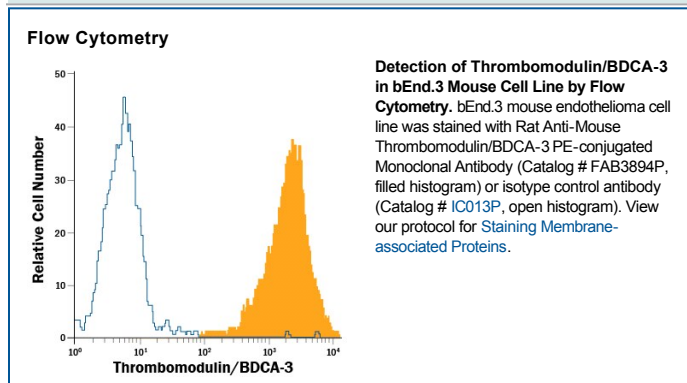 Flow Cytometry
50
40
30
20
10
0
Relative Cell Number
10⁰ 10¹ 10² 10³ 10⁴
Thrombomodulin/BDCA-3
Detection of Thrombomodulin/BDCA-3
in bEnd.3 Mouse Cell Line by Flow
Cytometry. bEnd.3 mouse endothelioma cell
line was stained with Rat Anti-Mouse
Thrombomodulin/BDCA-3 PE-conjugated
Monoclonal Antibody (Catalog # FAB3894P,
filled histogram) or isotype control antibody
(Catalog # IC013P, open histogram). View
our protocol for Staining Membrane-
associated Proteins.